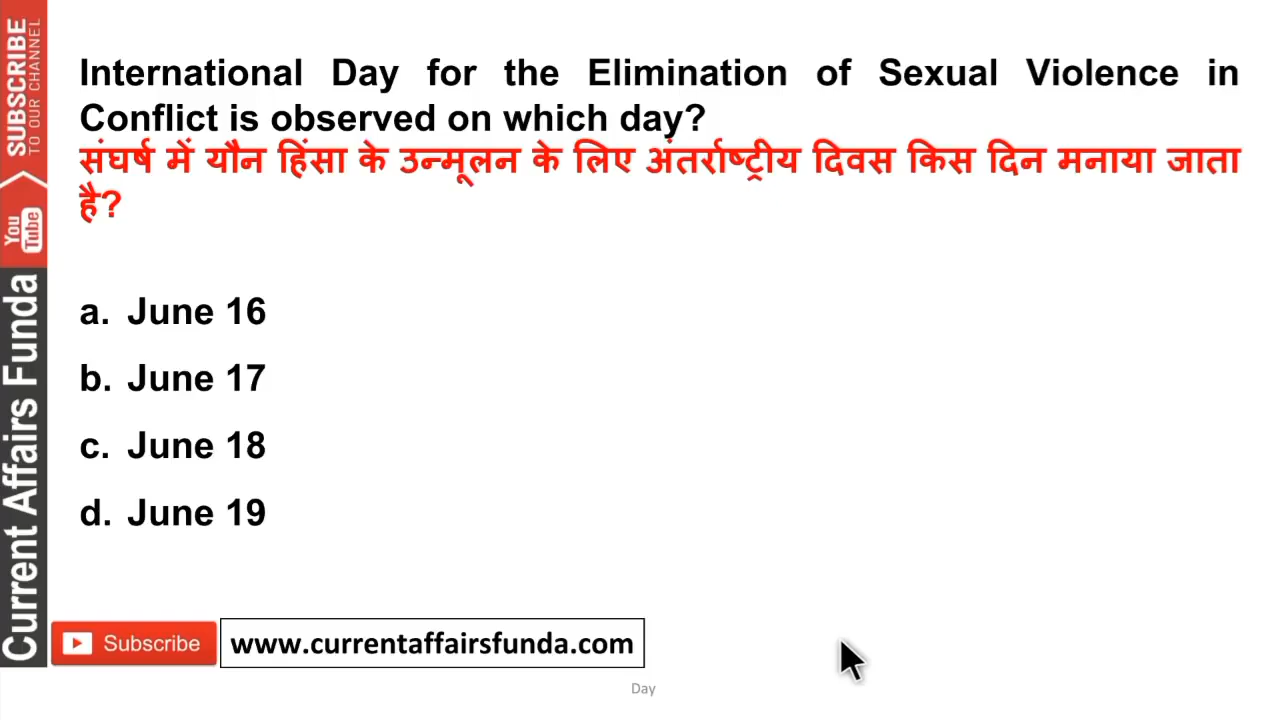 International Day for the Elimination of Sexual Violence in
Conflict is observed on which day?
संघर्ष में यौन हिंसा के उन्मूलन के लिए अंतर्राष्ट्रीय दिवस किस दिन मनाया जाता
है?
a. June 16
b. June 17
c. June 18
d. June 19
SUBSCRIBE
TO OUR CHANNEL
You
Tube
Current Affairs Funda
Subscribe
www.currentaffairsfunda.com
Day